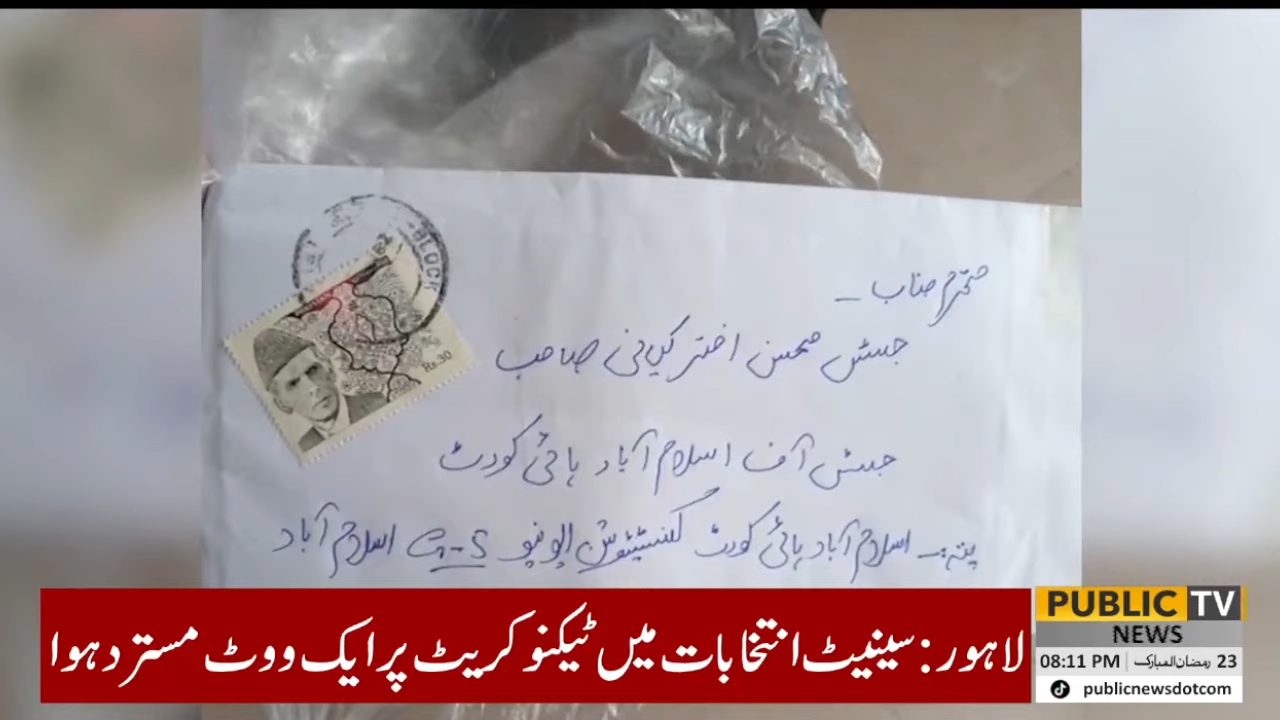 BLOCK
Rs.30
محترم جناب -
جسٹس محسن اختر کیانی صاحب
جسٹس آف اسلام آباد ہائی کورٹ
پتہ:- اسلام آباد ہائی کورٹ کنسٹیٹیوشن ایونیو G-5 اسلام آباد
لاہور: سینیٹ انتخابات میں ٹیکنوکریٹ پر ایک ووٹ مسترد ہوا
PUBLIC TV
NEWS
08:11 PM رمضان المبارک 23
publicnewsdotcom